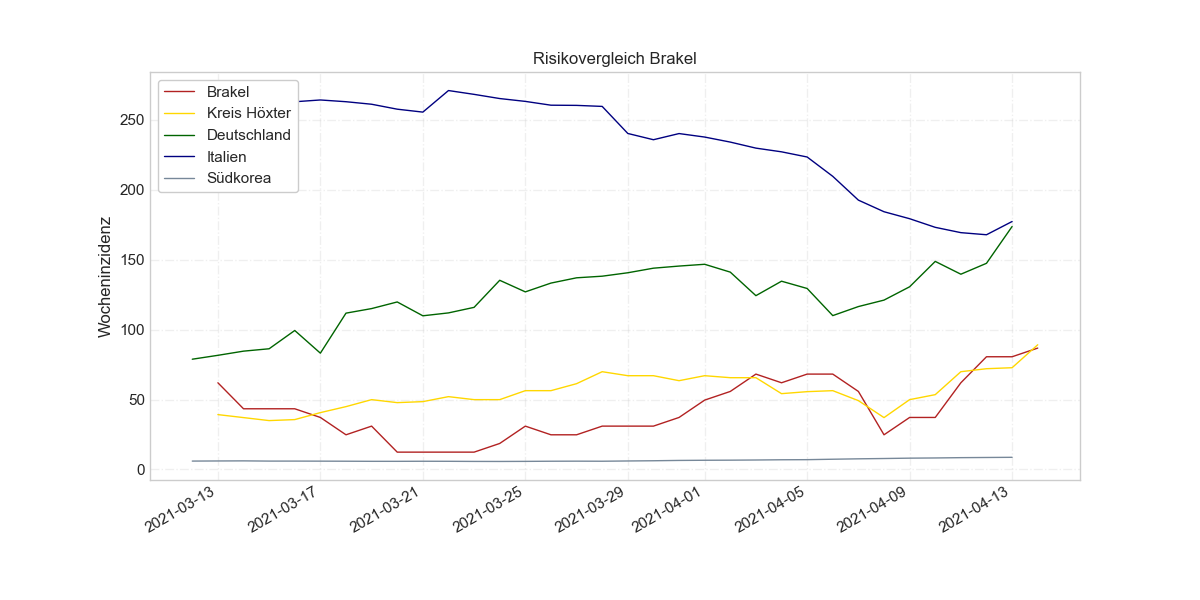 Risikovergleich Brakel
Brakel
Kreis Höxter
Deutschland
Italien
Südkorea
Wocheninzidenz
250
200
150
100
50
0
2021-03-13
2021-03-17
2021-03-21
2021-03-25
2021-03-29
2021-04-01
2021-04-05
2021-04-09
2021-04-13